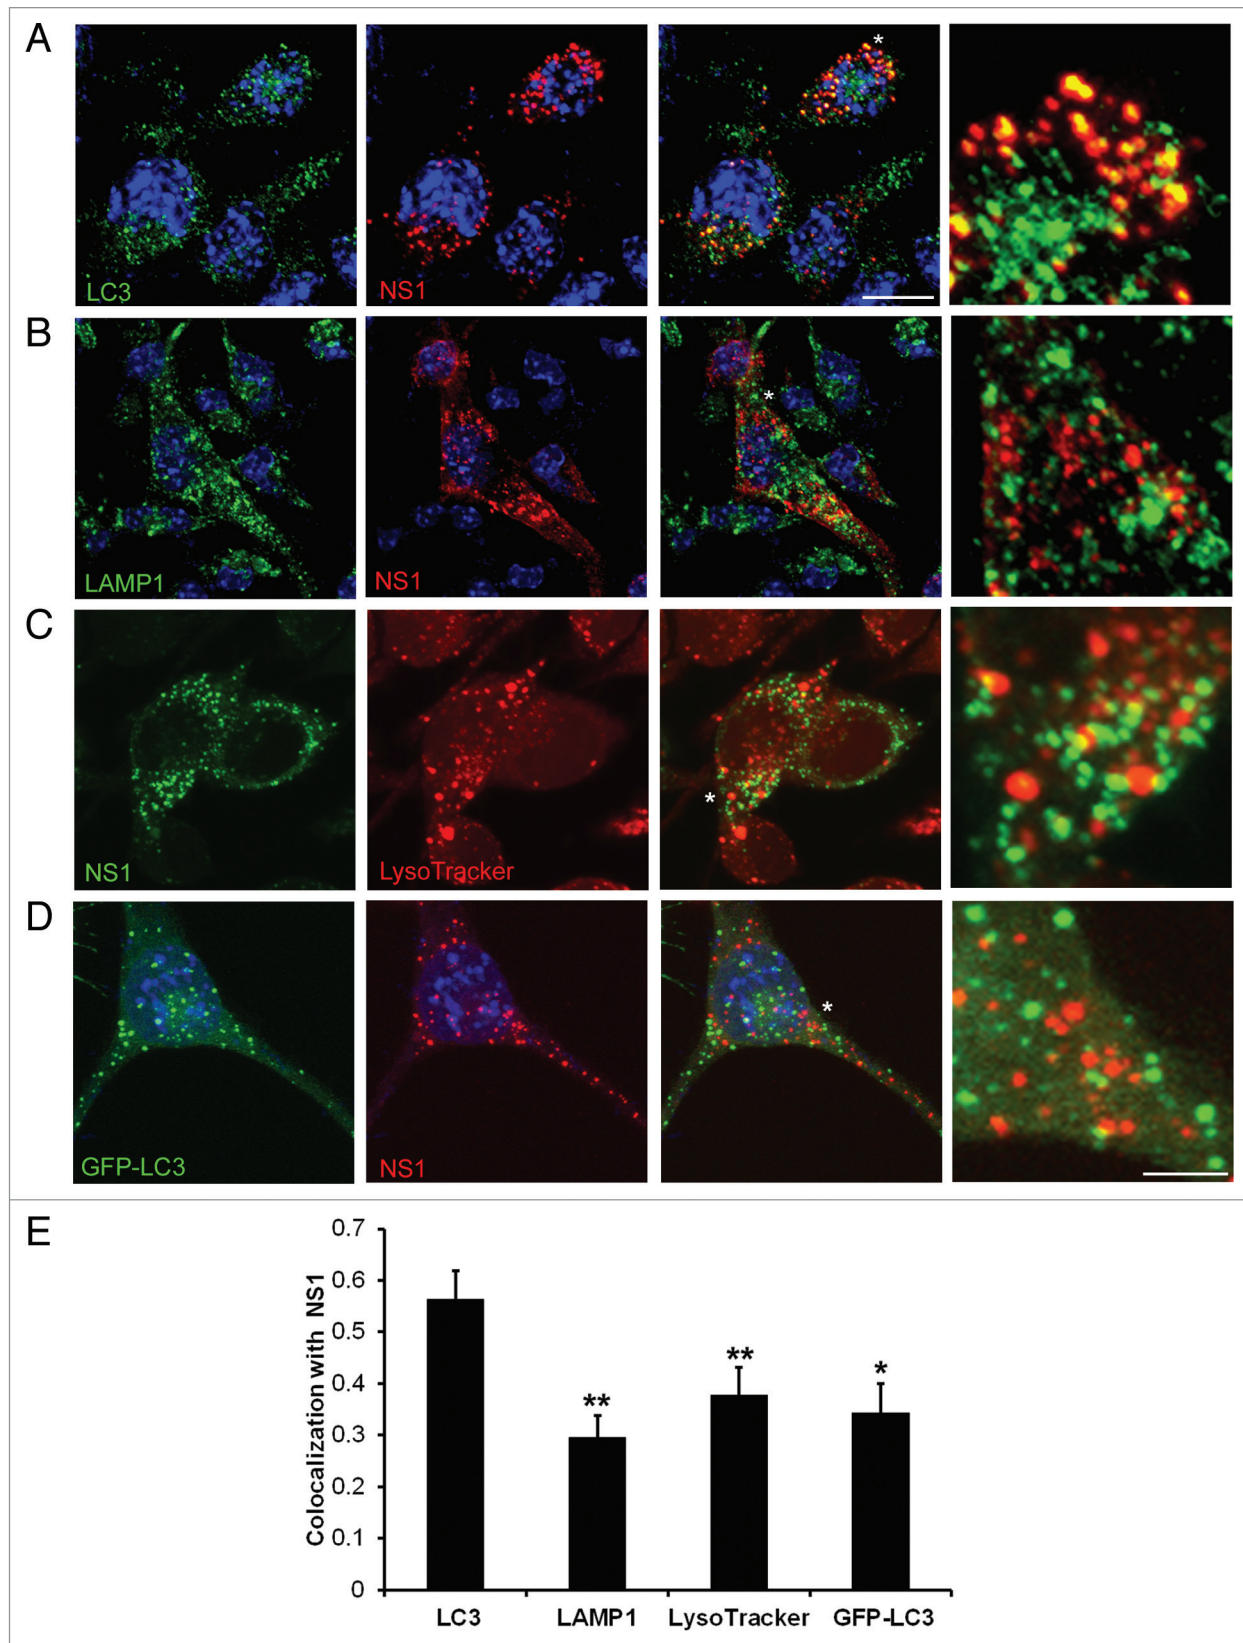 A
LC3
NS1
*
B
LAMP1
NS1
*
C
NS1
LysoTracker
*
D
GFP-LC3
NS1
*
E
Colocalization with NS1
0.7
0.6
0.5
0.4
0.3
0.2
0.1
0
**
**
*
LC3 LAMP1 LysoTracker GFP-LC3